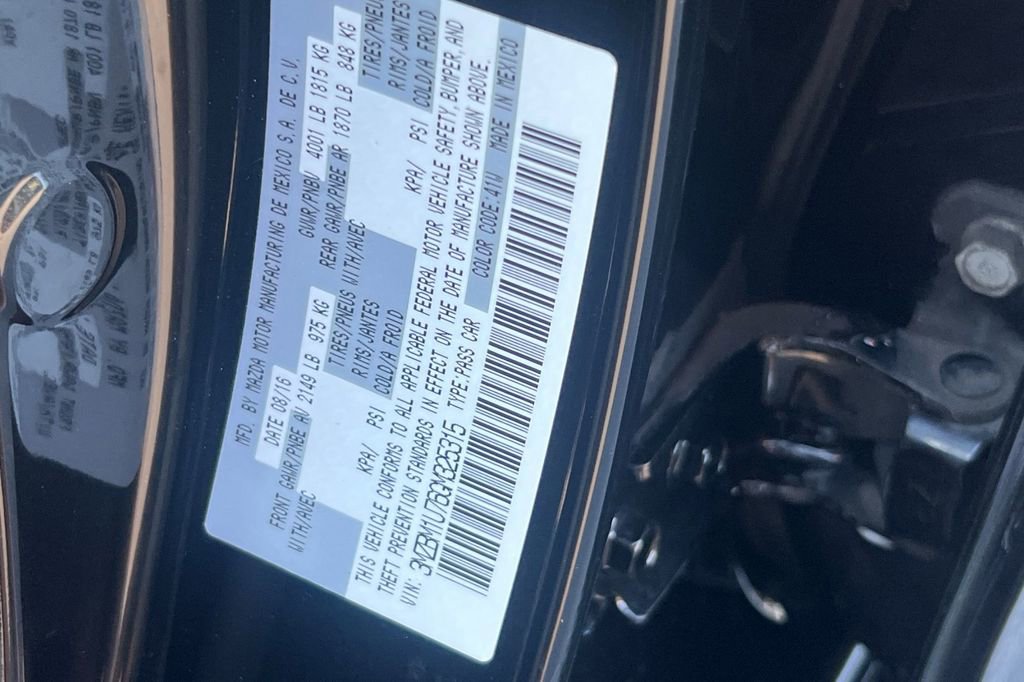 MFD. BY MAZDA MOTOR MANUFACTURING DE MEXICO S.A. DE C.V.
DATE 08/16 GVWR/PNBV 4001 LB 1815 KG
FRONT GAWR/PNBE AV 2149 LB 975 KG REAR GAWR/PNBE AR 1870 LB 848 KG
WITH/AVEC TIRES/PNEUS WITH/AVEC TIRES/PNEU
RIMS/JANTES RIMS/JANTES
KPA/ PSI COLD/A FROID KPA/ PSI COLD/A FROID
THIS VEHICLE CONFORMS TO ALL APPLICABLE FEDERAL MOTOR VEHICLE SAFETY, BUMPER, AND
THEFT PREVENTION STANDARDS IN EFFECT ON THE DATE OF MANUFACTURE SHOWN ABOVE.
VIN: 3MZBM1U76GM325315 TYPE:PASS CAR COLOR CODE:41W MADE IN MEXICO